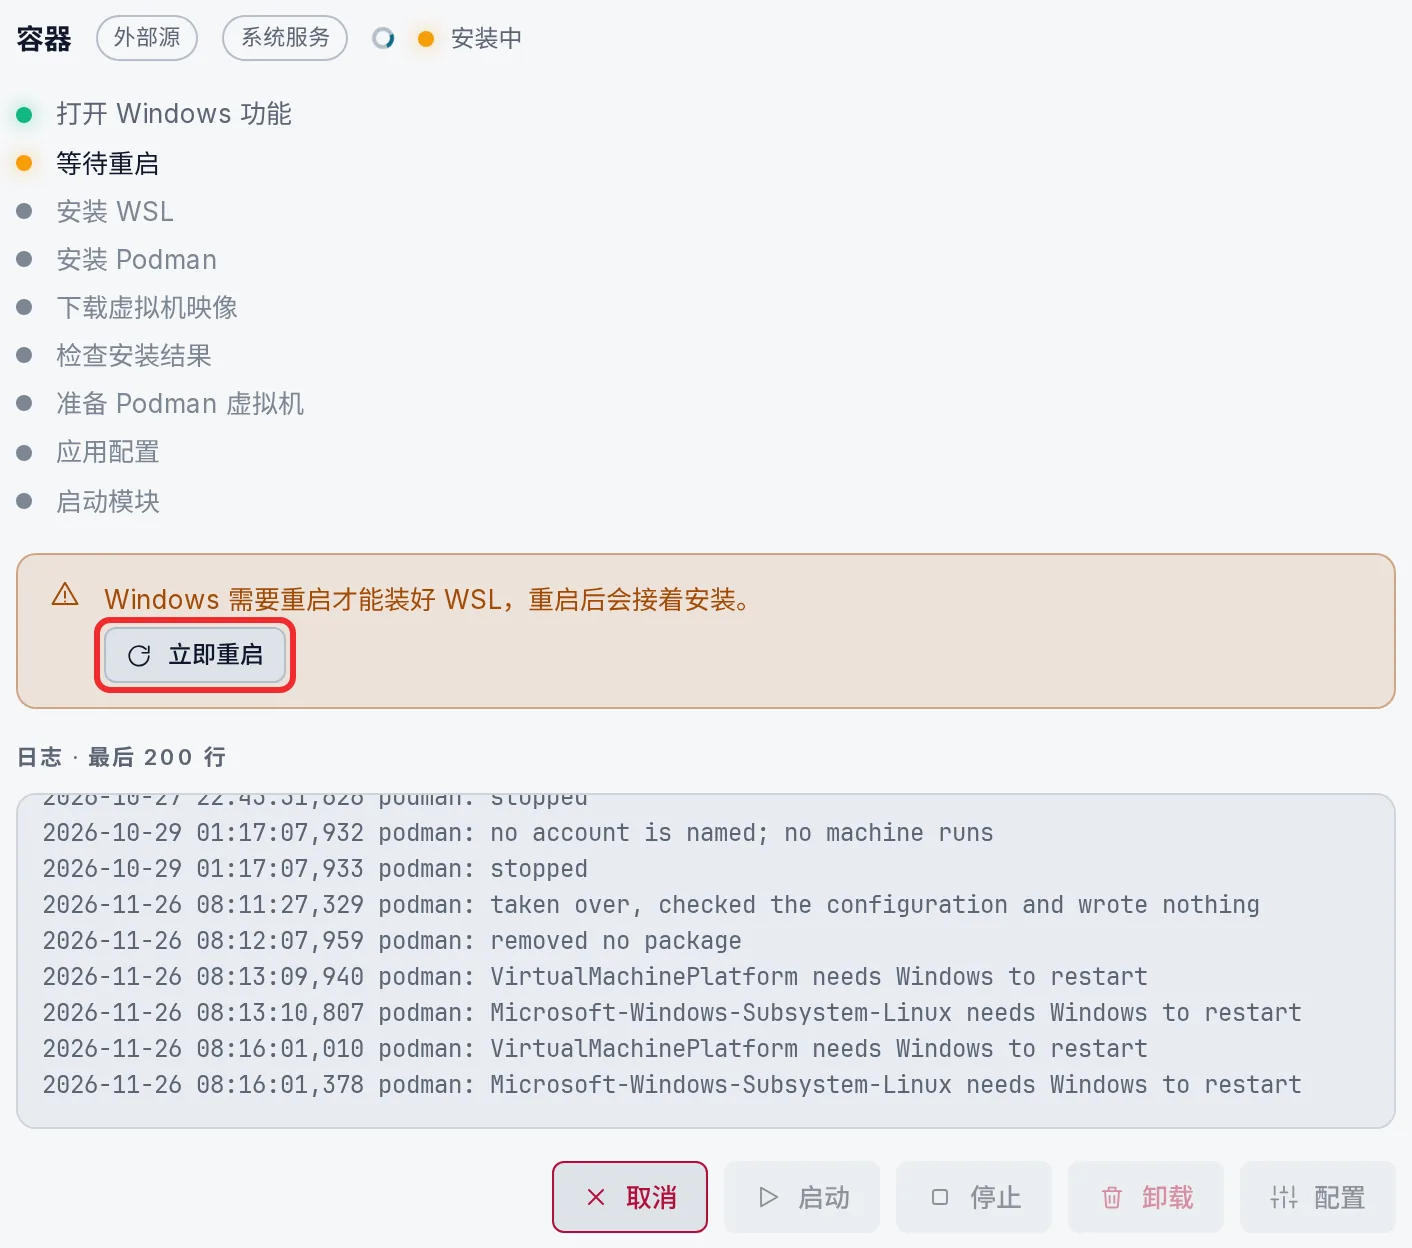 容器 外部源 系统服务 安装中
打开 Windows 功能
等待重启
安装 WSL
安装 Podman
下载虚拟机映像
检查安装结果
准备 Podman 虚拟机
应用配置
启动模块
Windows 需要重启才能装好 WSL，重启后会接着安装。
立即重启
日志 · 最后 200 行
2026-10-27 22:43:31,626 podman: stopped
2026-10-29 01:17:07,932 podman: no account is named; no machine runs
2026-10-29 01:17:07,933 podman: stopped
2026-11-26 08:11:27,329 podman: taken over, checked the configuration and wrote nothing
2026-11-26 08:12:07,959 podman: removed no package
2026-11-26 08:13:09,940 podman: VirtualMachinePlatform needs Windows to restart
2026-11-26 08:13:10,807 podman: Microsoft-Windows-Subsystem-Linux needs Windows to restart
2026-11-26 08:16:01,010 podman: VirtualMachinePlatform needs Windows to restart
2026-11-26 08:16:01,378 podman: Microsoft-Windows-Subsystem-Linux needs Windows to restart
取消 启动 停止 卸载 配置